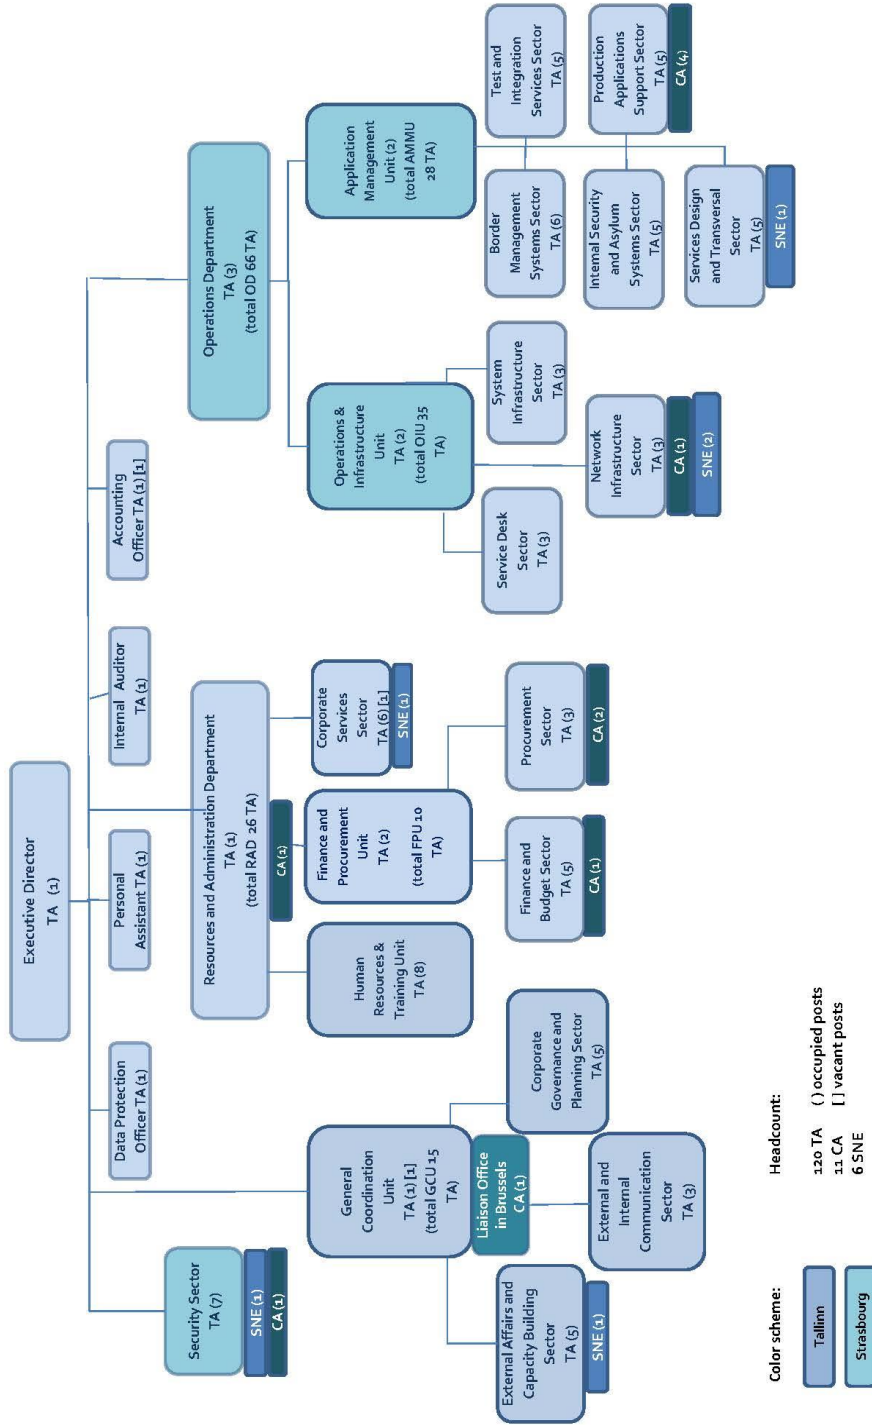 Executive Director
TA (1)
Data Protection
Officer TA (1)
Personal
Assistant TA (1)
Internal Auditor
TA (1)
Accounting
Officer TA (1) [1]
Security Sector
TA (7)
SNE (1)
CA (1)
Resources and Administration Department
TA (1)
(total RAD 26 TA)
CA (1)
Operations Department
TA (3)
(total OD 66 TA)
General
Coordination
Unit
TA (1) [1]
(total GCU 15
TA)
Liaison Office
in Brussels
CA (1)
Human
Resources &
Training Unit
TA (8)
Finance and
Procurement
Unit
TA (2)
(total FPU 10
TA)
Corporate
Services
Sector
TA (6) [1]
SNE (1)
Operations &
Infrastructure
Unit
TA (2)
(total OIU 35
TA)
Application
Management
Unit (2)
(total AMMU
28 TA)
External Affairs and
Capacity Building
Sector
TA (5)
SNE (1)
External and
Internal
Communication
Sector
TA (3)
Corporate
Governance and
Planning Sector
TA (5)
Finance and
Budget Sector
TA (5)
CA (1)
Procurement
Sector
TA (3)
CA (2)
Service Desk
Sector
TA (3)
Network
Infrastructure
Sector
TA (3)
CA (1)
SNE (2)
System
Infrastructure
Sector
TA (3)
Border
Management
Systems Sector
TA (6)
Test and
Integration
Services Sector
TA (5)
Internal Security
and Asylum
Systems Sector
TA (5)
Production
Applications
Support Sector
TA (5)
CA (4)
Services Design
and Transversal
Sector
TA (5)
SNE (1)
Color scheme:
Tallinn
Strasbourg
Headcount:
120 TA ( ) occupied posts
11 CA [ ] vacant posts
6 SNE